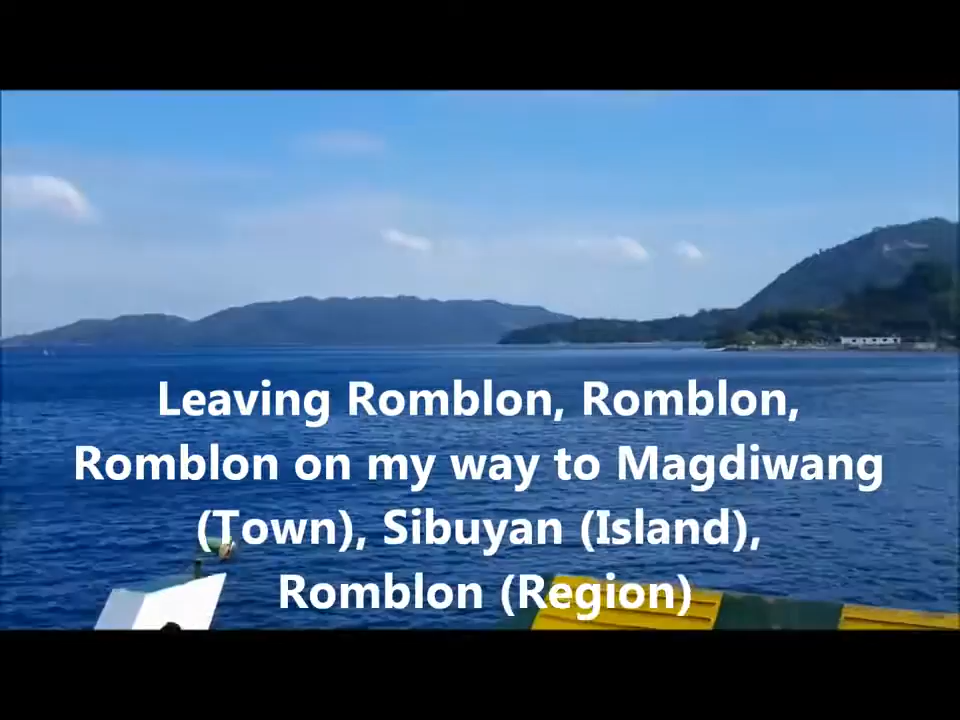 Leaving Romblon, Romblon,
Romblon on my way to Magdiwang
(Town), Sibuyan (Island),
Romblon (Region)